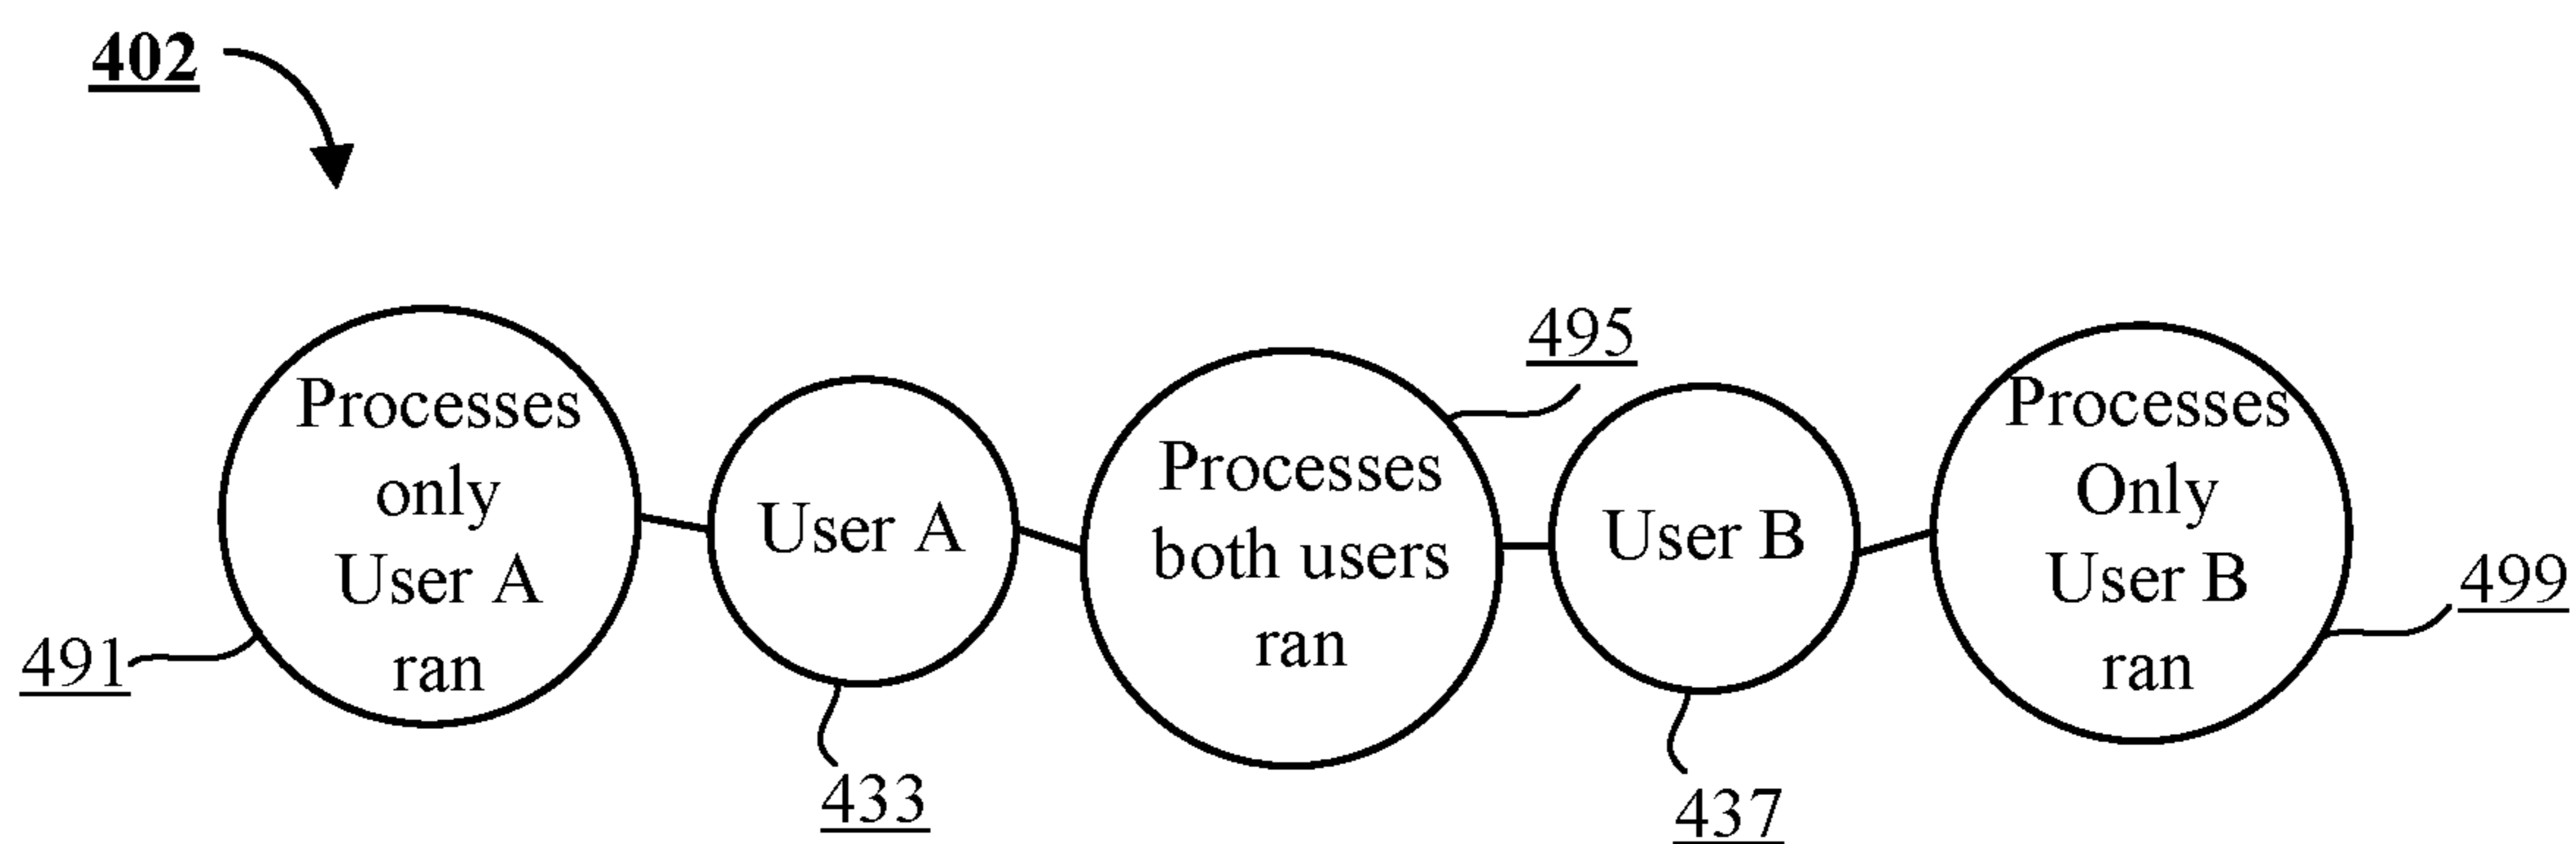 402
Processes
only
User A
ran
491
User A
433
Processes
both users
ran
495
User B
437
Processes
Only
User B
ran
499